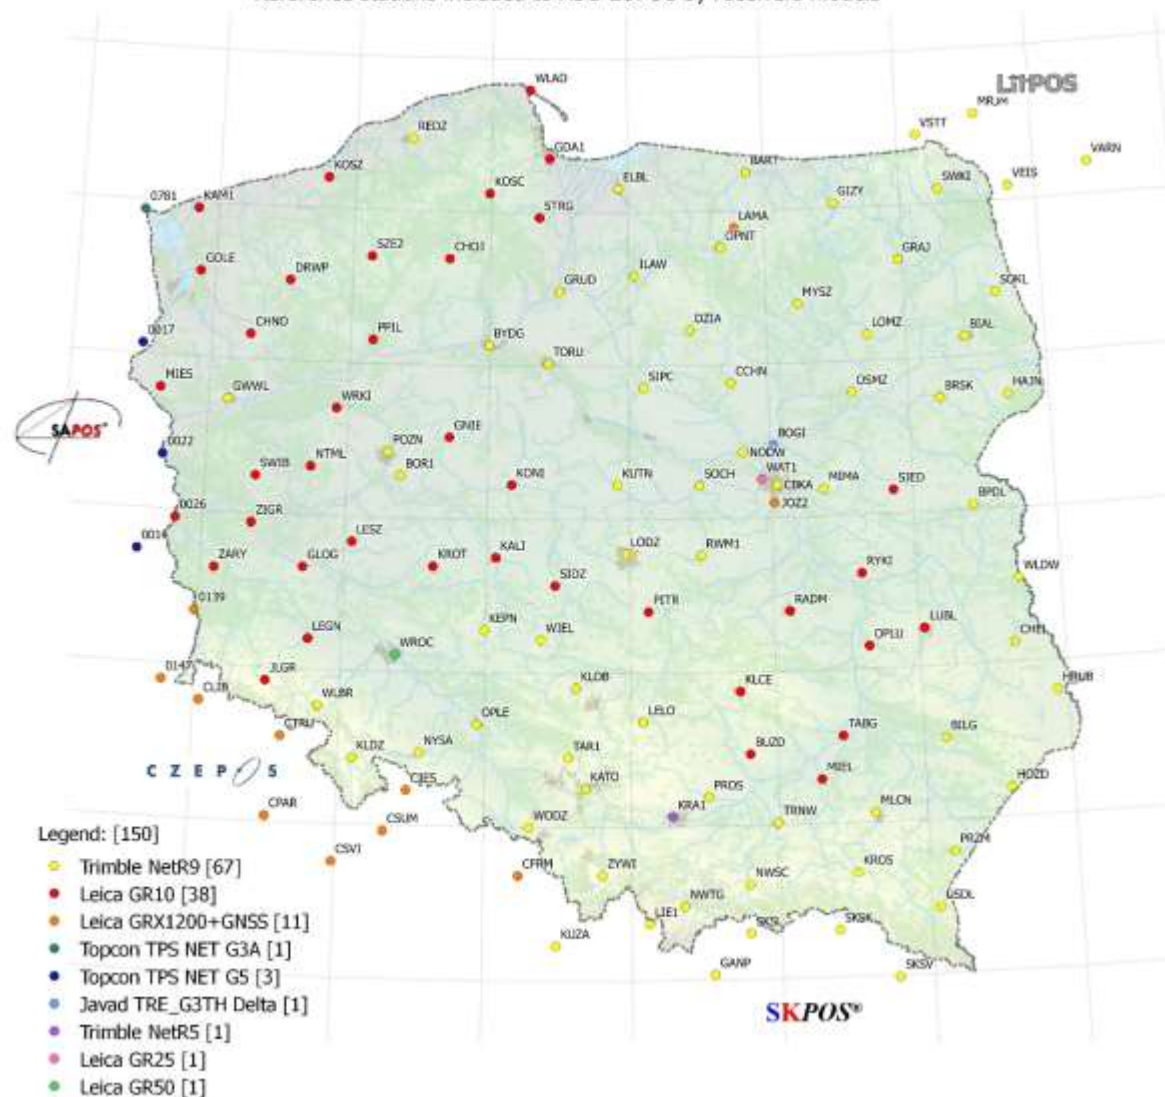 WLAD
LitPOS
MRJM
VSTT
REDZ
GDA1
VARN
BART
KOSZ
KOSC
ELBL
GIZY
SWKI
VEIS
0781
KAM1
STRG
LAMA
OPNT
SZE2
CHOJ
GRAJ
GOLE
DRWP
ILAW
GRUD
SOKL
MYSZ
CHNO
DZIA
LOMZ
BIAL
0017
PPIL
BYDG
TORU
MIES
GWWL
SIPC
CCHN
OSMZ
BRSK
HAJN
WRKI
SAPOS
GNIE
BOGI
0022
POZN
NODW
SWIB
NTML
BOR1
KONI
KUTN
SOCH
WAT1
CBKA
MIMA
SIED
BPDL
JOZ2
0026
ZIGR
LESZ
0014
ZARY
GLOG
KROT
KALI
LODZ
RWM1
RYKI
WLDW
SIDZ
0139
PITR
RADM
LUBL
LEGN
KEPN
WIEL
OPLU
CHEL
WROC
0147
JLGR
KLOB
KLCE
HRUB
CLIB
WLBR
CTRU
OPLE
LELO
TABG
BILG
KLDZ
NYSA
TAR1
BUZD
CZEPOS
CJES
KATO
MIEL
HOZD
PROS
CPAR
CSUM
WODZ
KRA1
TRNW
MLCN
Legend: [150]
CSVI
PRZM
Trimble NetR9 [67]
CFRM
ZYWI
NWSC
KROS
Leica GR10 [38]
NWTG
USDL
Leica GRX1200+GNSS [11]
LIE1
SKSL
SKSK
Topcon TPS NET G3A [1]
KUZA
Topcon TPS NET G5 [3]
GANP
SKSV
Javad TRE_G3TH Delta [1]
SKPOS®
Trimble NetR5 [1]
Leica GR25 [1]
Leica GR50 [1]